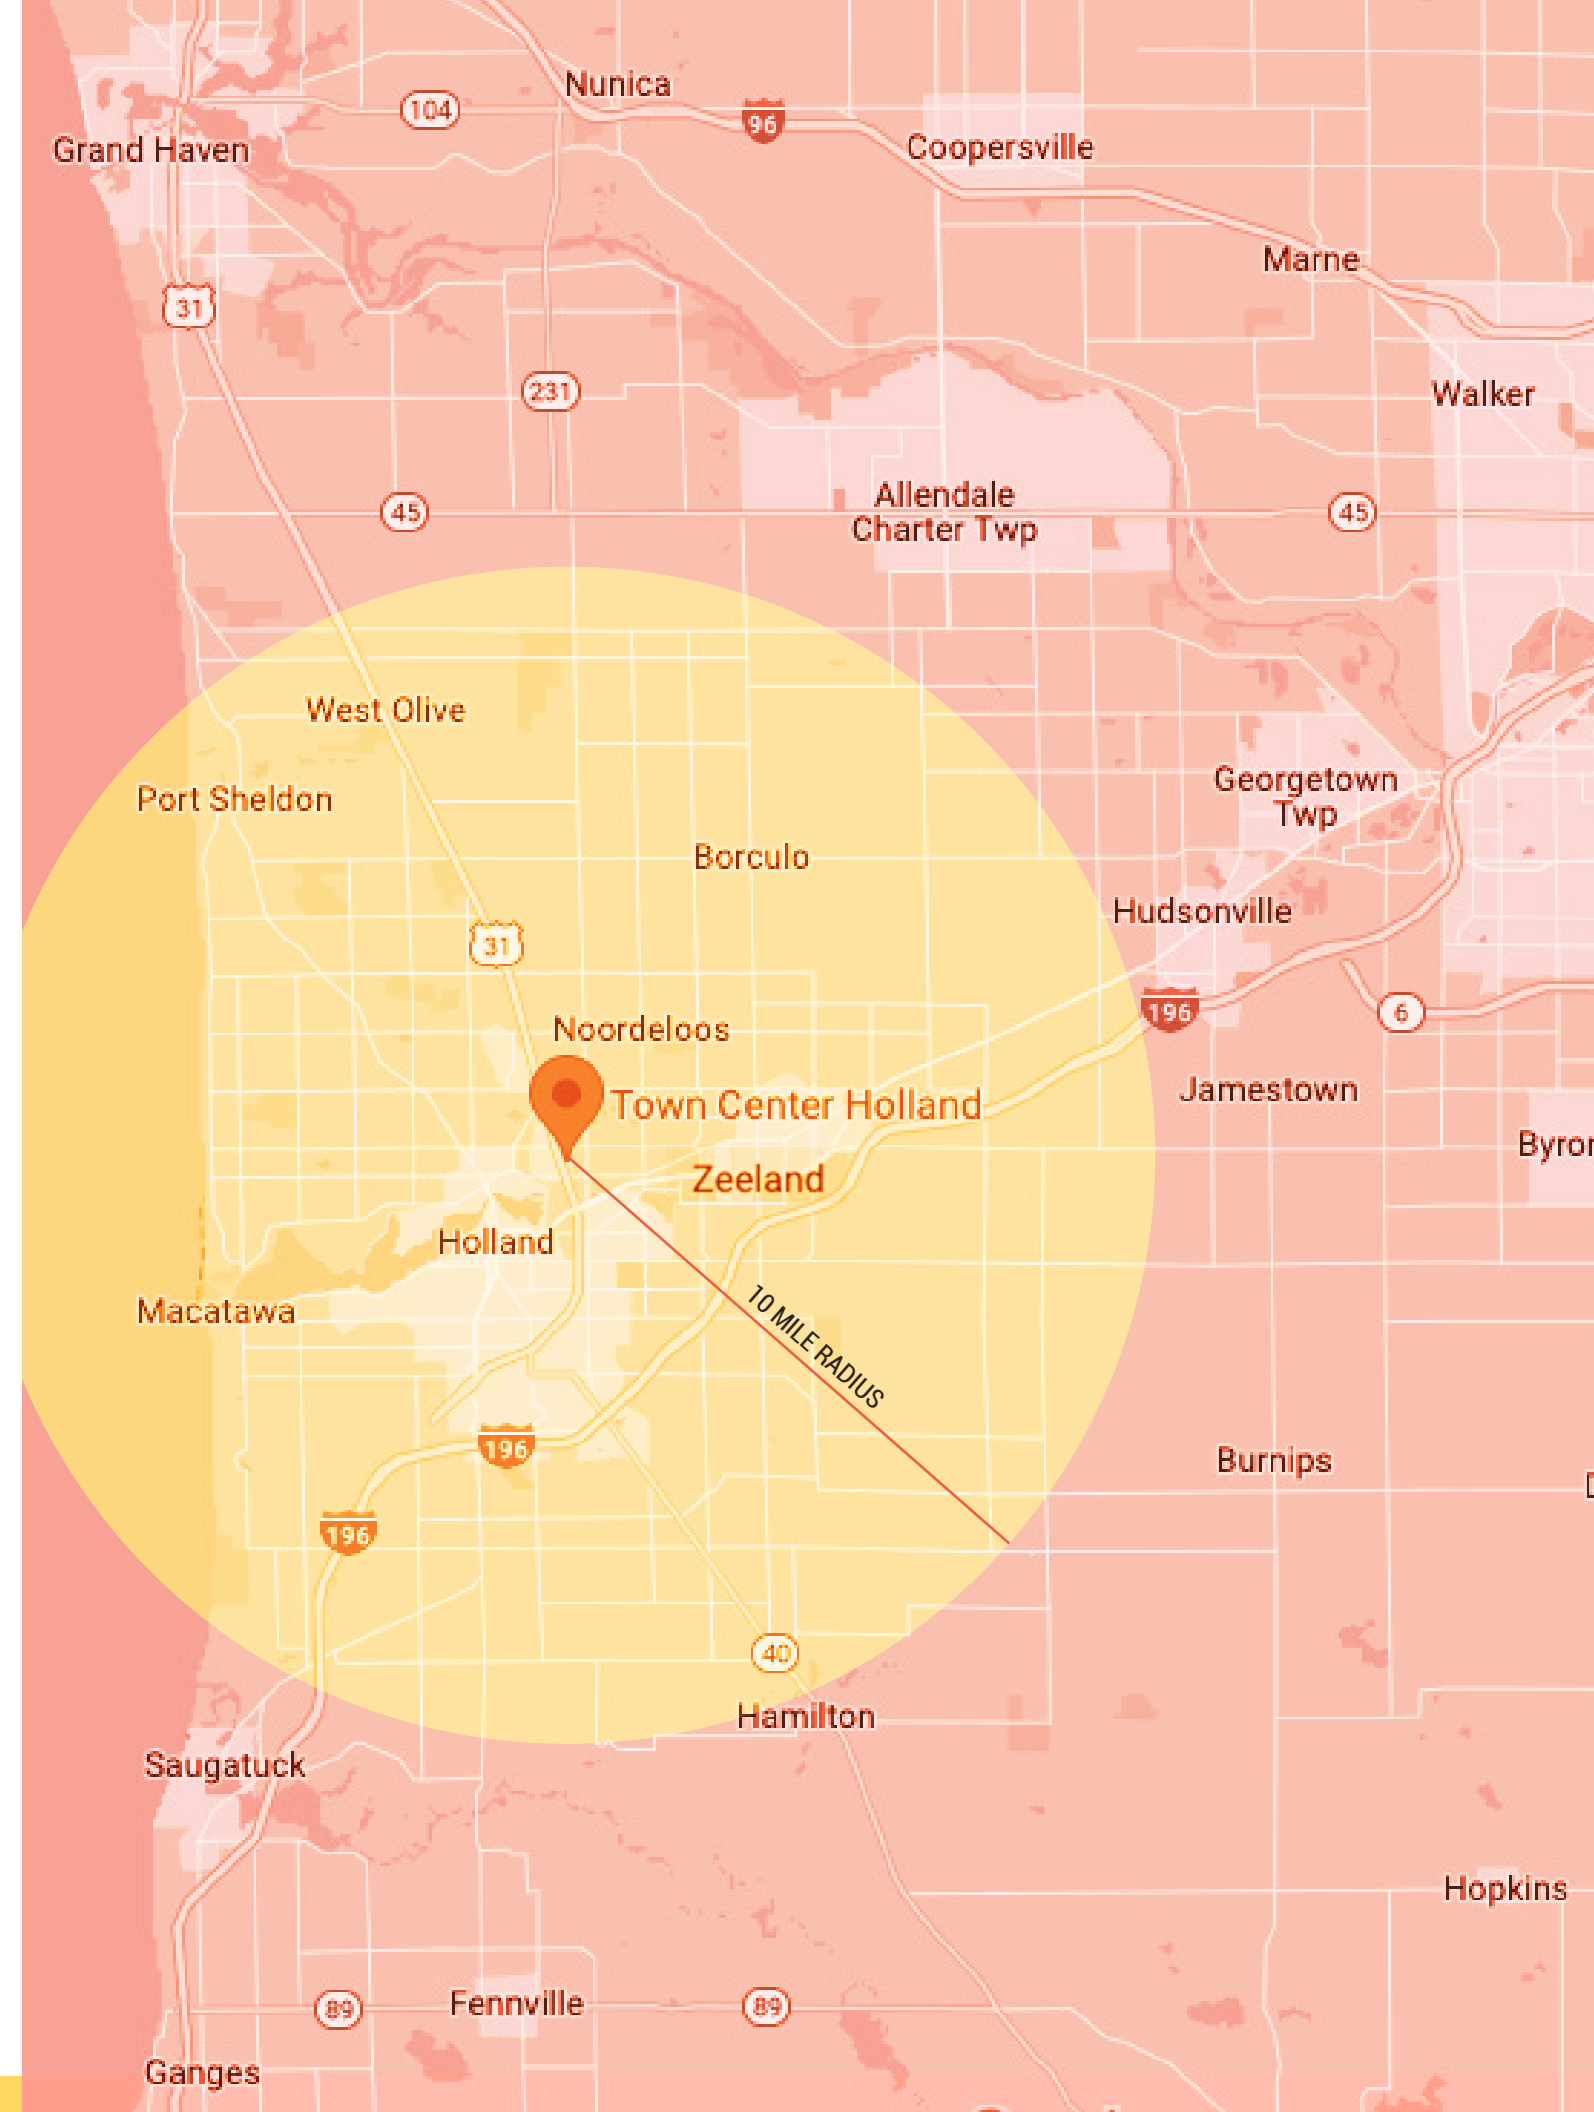 Nunica
104
96
Coopersville
Grand Haven
Marne
31
231
Walker
Allendale
Charter Twp
45
45
West Olive
Georgetown
Twp
Port Sheldon
Borculo
Hudsonville
31
196
6
Noordeloos
Town Center Holland
Jamestown
Zeeland
Holland
Macatawa
10 MILE RADIUS
196
Burnips
196
40
Hamilton
Saugatuck
Hopkins
Fennville
89
89
Ganges